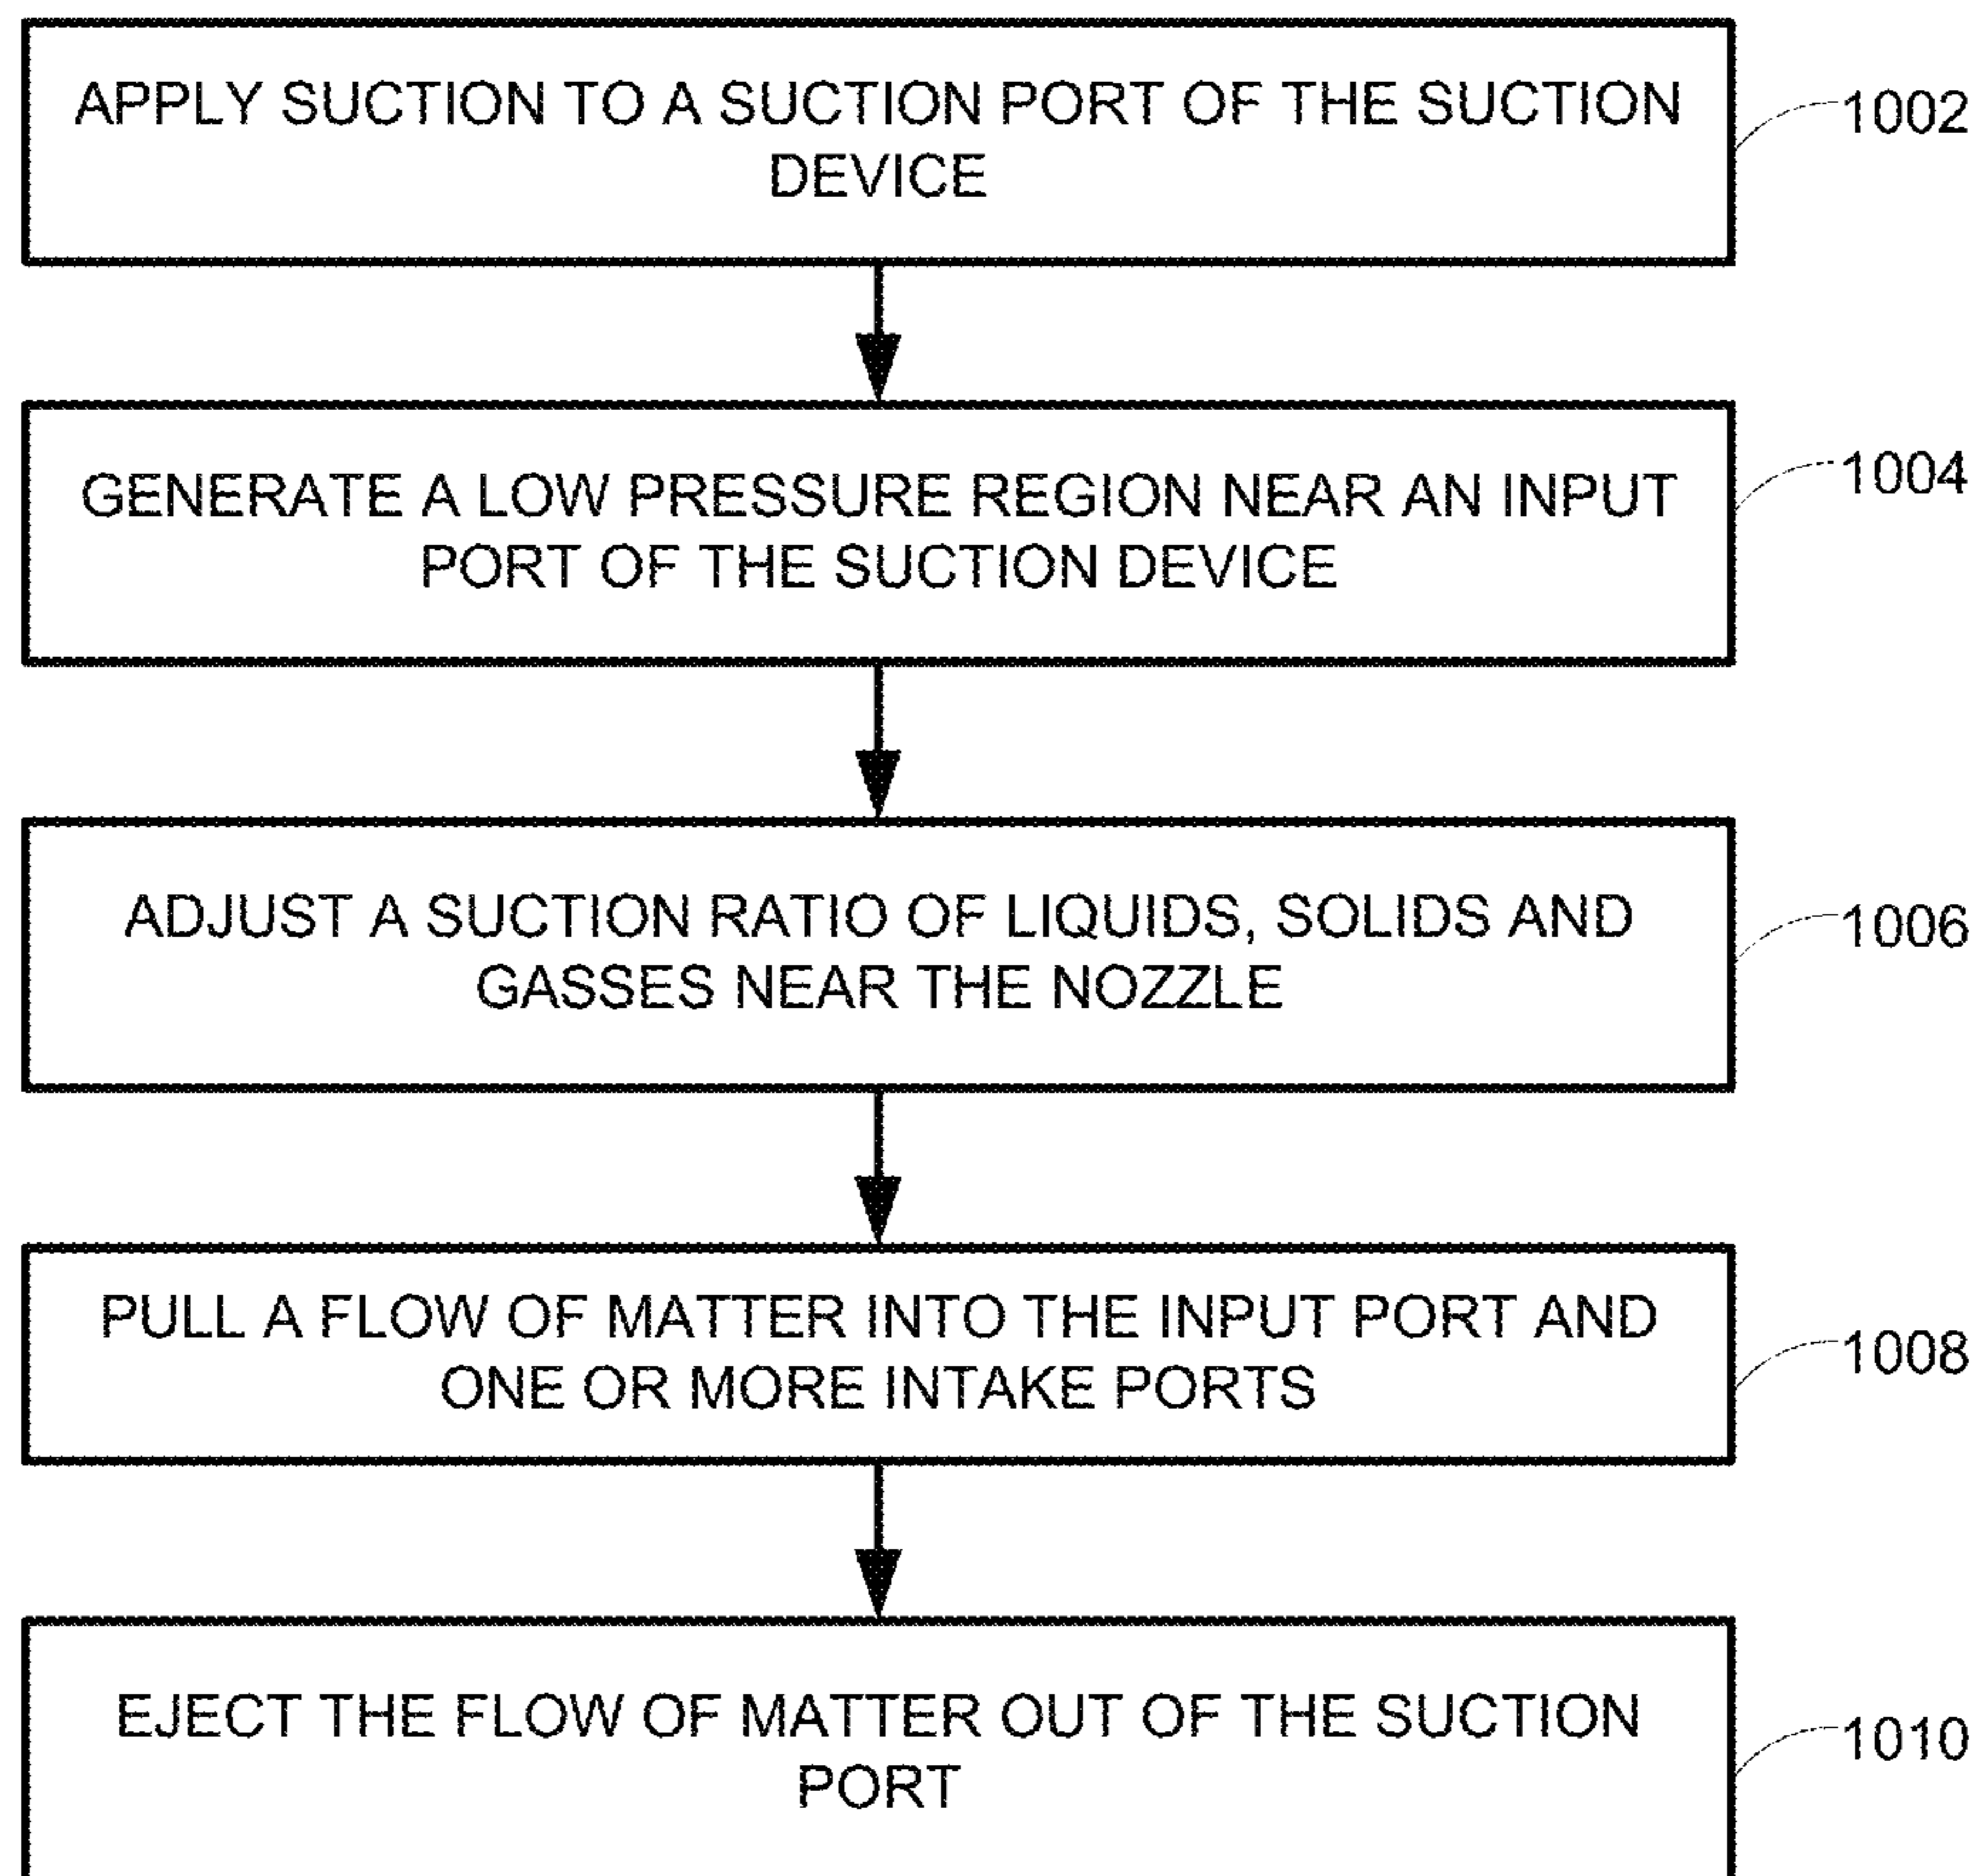 APPLY SUCTION TO A SUCTION PORT OF THE SUCTION
DEVICE
1002
GENERATE A LOW PRESSURE REGION NEAR AN INPUT
PORT OF THE SUCTION DEVICE
1004
ADJUST A SUCTION RATIO OF LIQUIDS, SOLIDS AND
GASSES NEAR THE NOZZLE
1006
PULL A FLOW OF MATTER INTO THE INPUT PORT AND
ONE OR MORE INTAKE PORTS
1008
EJECT THE FLOW OF MATTER OUT OF THE SUCTION
PORT
1010